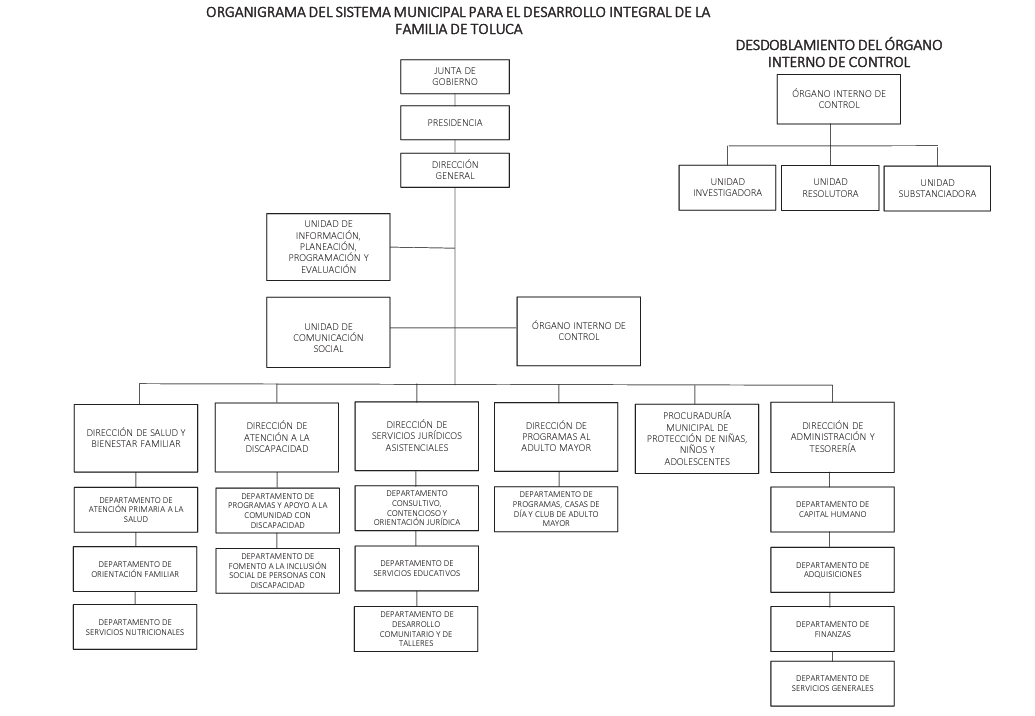 ORGANIGRAMA DEL SISTEMA MUNICIPAL PARA EL DESARROLLO INTEGRAL DE LA
FAMILIA DE TOLUCA
DESDOBLAMIENTO DEL ÓRGANO
INTERNO DE CONTROL
JUNTA DE
GOBIERNO
PRESIDENCIA
DIRECCIÓN
GENERAL
ÓRGANO INTERNO DE
CONTROL
UNIDAD
INVESTIGADORA
UNIDAD
RESOLUTORA
UNIDAD
SUBSTANCIADORA
UNIDAD DE
INFORMACIÓN,
PLANEACIÓN,
PROGRAMACIÓN Y
EVALUACIÓN
UNIDAD DE
COMUNICACIÓN
SOCIAL
ÓRGANO INTERNO DE
CONTROL
DIRECCIÓN DE SALUD Y
BIENESTAR FAMILIAR
DEPARTAMENTO DE
ATENCIÓN PRIMARIA A LA
SALUD
DEPARTAMENTO DE
ORIENTACIÓN FAMILIAR
DEPARTAMENTO DE
SERVICIOS NUTRICIONALES
DIRECCIÓN DE
ATENCIÓN A LA
DISCAPACIDAD
DEPARTAMENTO DE
PROGRAMAS Y APOYO A LA
COMUNIDAD CON
DISCAPACIDAD
DEPARTAMENTO DE
FOMENTO A LA INCLUSIÓN
SOCIAL DE PERSONAS CON
DISCAPACIDAD
DIRECCIÓN DE
SERVICIOS JURÍDICOS
ASISTENCIALES
DEPARTAMENTO
CONSULTIVO,
CONTENCIOSO Y
ORIENTACIÓN JURÍDICA
DEPARTAMENTO DE
SERVICIOS EDUCATIVOS
DEPARTAMENTO DE
DESARROLLO
COMUNITARIO Y DE
TALLERES
DIRECCIÓN DE
PROGRAMAS AL
ADULTO MAYOR
DEPARTAMENTO DE
PROGRAMAS, CASAS DE
DÍA Y CLUB DE ADULTO
MAYOR
PROCURADURÍA
MUNICIPAL DE
PROTECCIÓN DE NIÑAS,
NIÑOS Y
ADOLESCENTES
DIRECCIÓN DE
ADMINISTRACIÓN Y
TESORERÍA
DEPARTAMENTO DE
CAPITAL HUMANO
DEPARTAMENTO DE
ADQUISICIONES
DEPARTAMENTO DE
FINANZAS
DEPARTAMENTO DE
SERVICIOS GENERALES